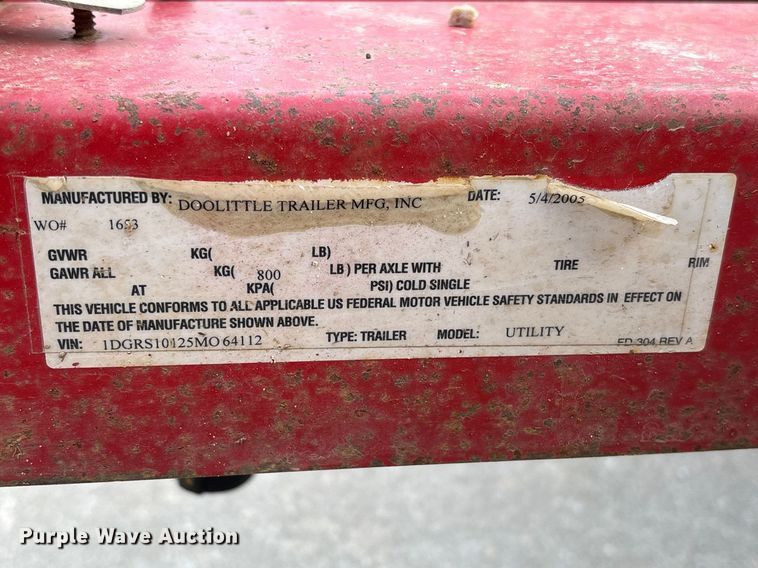 MANUFACTURED BY: DOOLITTLE TRAILER MFG, INC DATE: 5/4/2005
WO# 1653
GVWR KG( LB)
GAWR ALL KG( 800 LB) PER AXLE WITH TIRE RIM
AT KPA( PSI) COLD SINGLE
THIS VEHICLE CONFORMS TO ALL APPLICABLE US FEDERAL MOTOR VEHICLE SAFETY STANDARDS IN EFFECT ON
THE DATE OF MANUFACTURE SHOWN ABOVE.
VIN: 1DGRS10125MO64112 TYPE: TRAILER MODEL: UTILITY ED-304 REV A
Purple Wave Auction